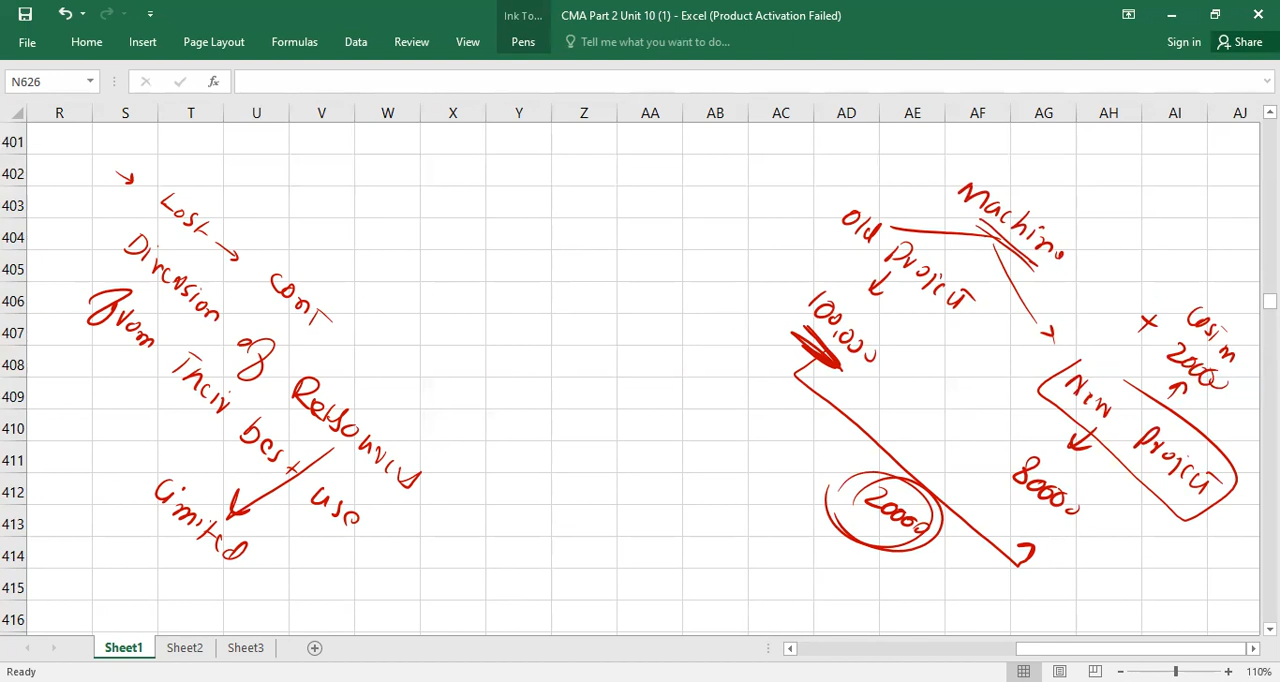 Ink To...
CMA Part 2 Unit 10 (1) - Excel (Product Activation Failed)
File Home Insert Page Layout Formulas Data Review View Pens Tell me what you want to do... Sign in Share
N626
fx
R S T U V W X Y Z AA AB AC AD AE AF AG AH AI AJ
401
402
403
404
405
406
407
408
409
410
411
412
413
414
415
416
Lost → cont
Diversion of Resources
From Their best use
Limited
Machine
Old Project
100,000
New Project
80000
20000
+
2000
Sheet1 Sheet2 Sheet3
Ready
110%